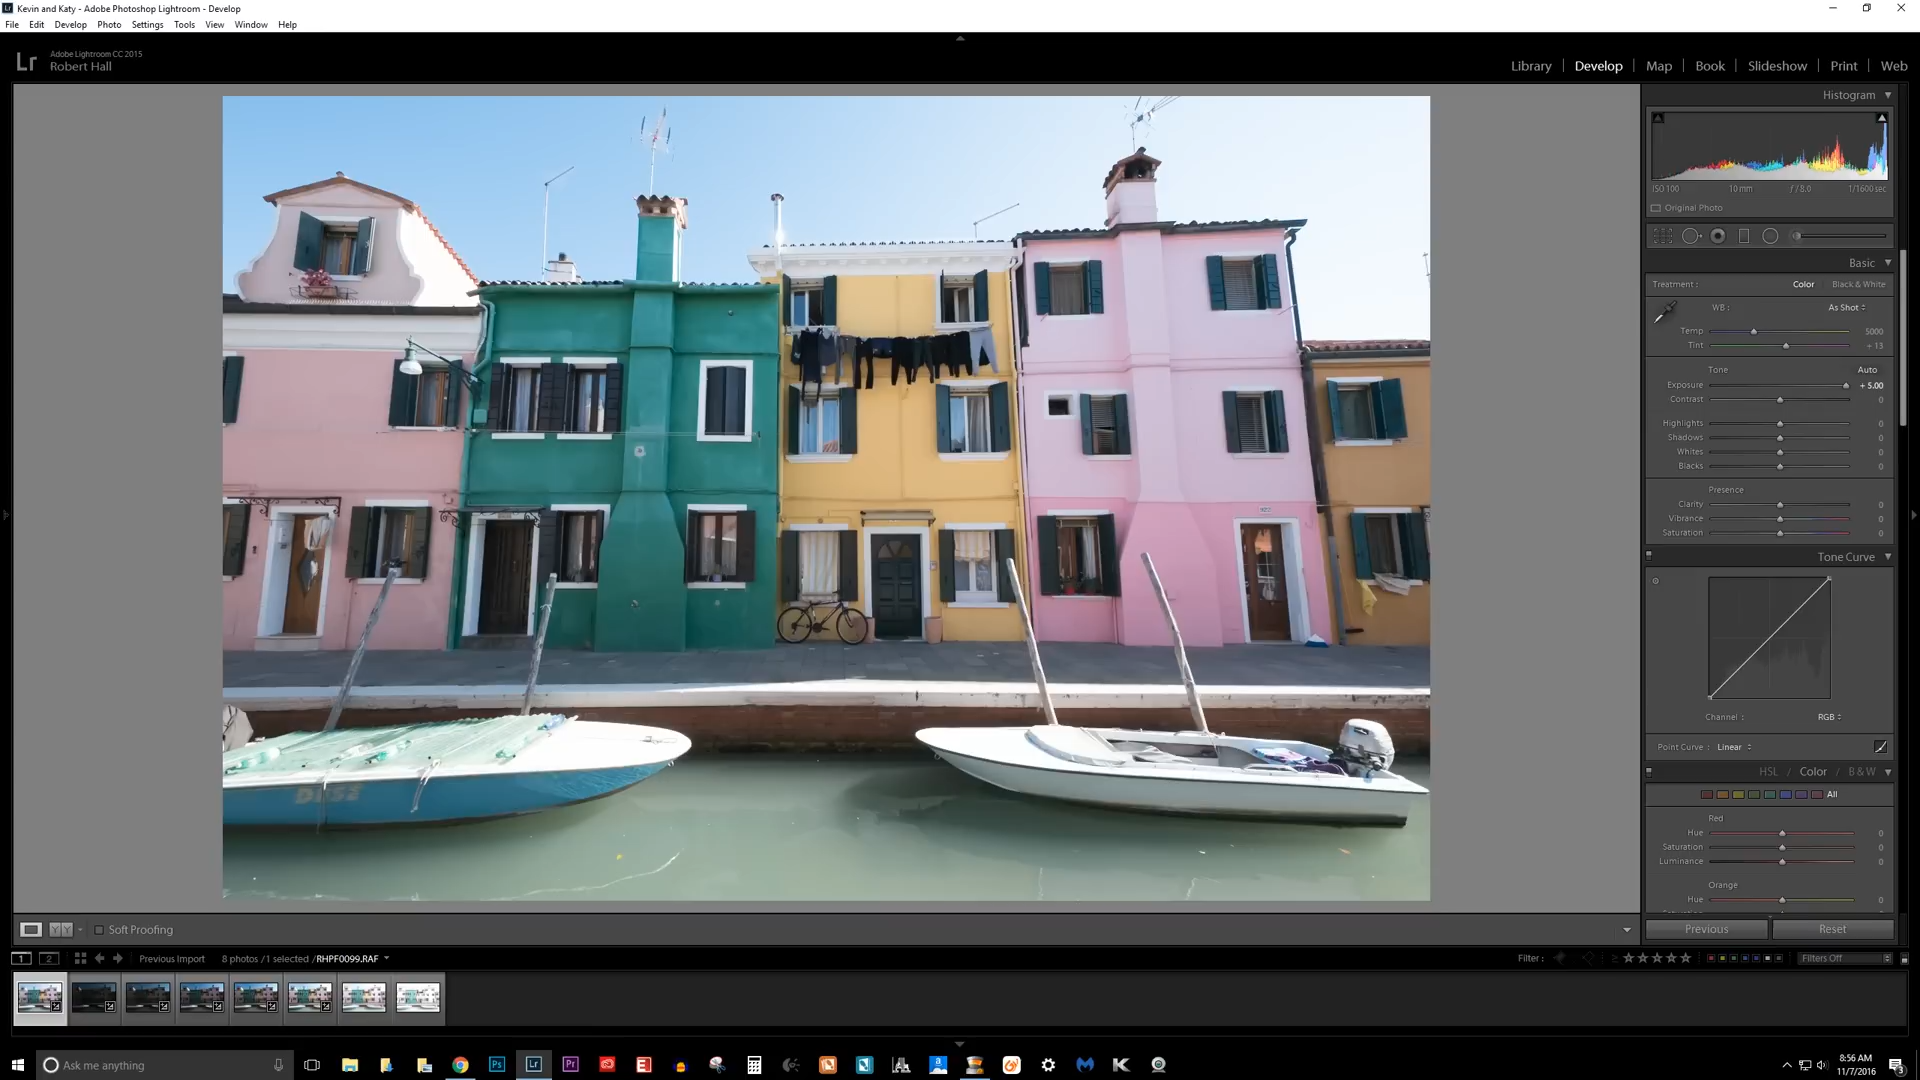 Lr Kevin and Katy - Adobe Photoshop Lightroom - Develop
File Edit Develop Photo Settings Tools View Window Help
Lr Adobe Lightroom CC 2015
Robert Hall
Library Develop Map Book Slideshow Print Web
Histogram
ISO 100 10 mm ƒ / 8.0 1/1600 sec
Original Photo
Basic
Treatment : Color Black & White
WB : As Shot
Temp 5000
Tint + 13
Tone Auto
Exposure + 5.00
Contrast 0
Highlights 0
Shadows 0
Whites 0
Blacks 0
Presence
Clarity 0
Vibrance 0
Saturation 0
Tone Curve
Channel : RGB
Point Curve : Linear
HSL / Color / B & W
All
Red
Hue 0
Saturation 0
Luminance 0
Orange
Hue 0
Previous Reset
Y Y Soft Proofing
1 2 Previous Import 8 photos / 1 selected / RHPF0099.RAF Filter : Filters Off
Ask me anything Ps Lr Pr
8:56 AM
11/7/2016